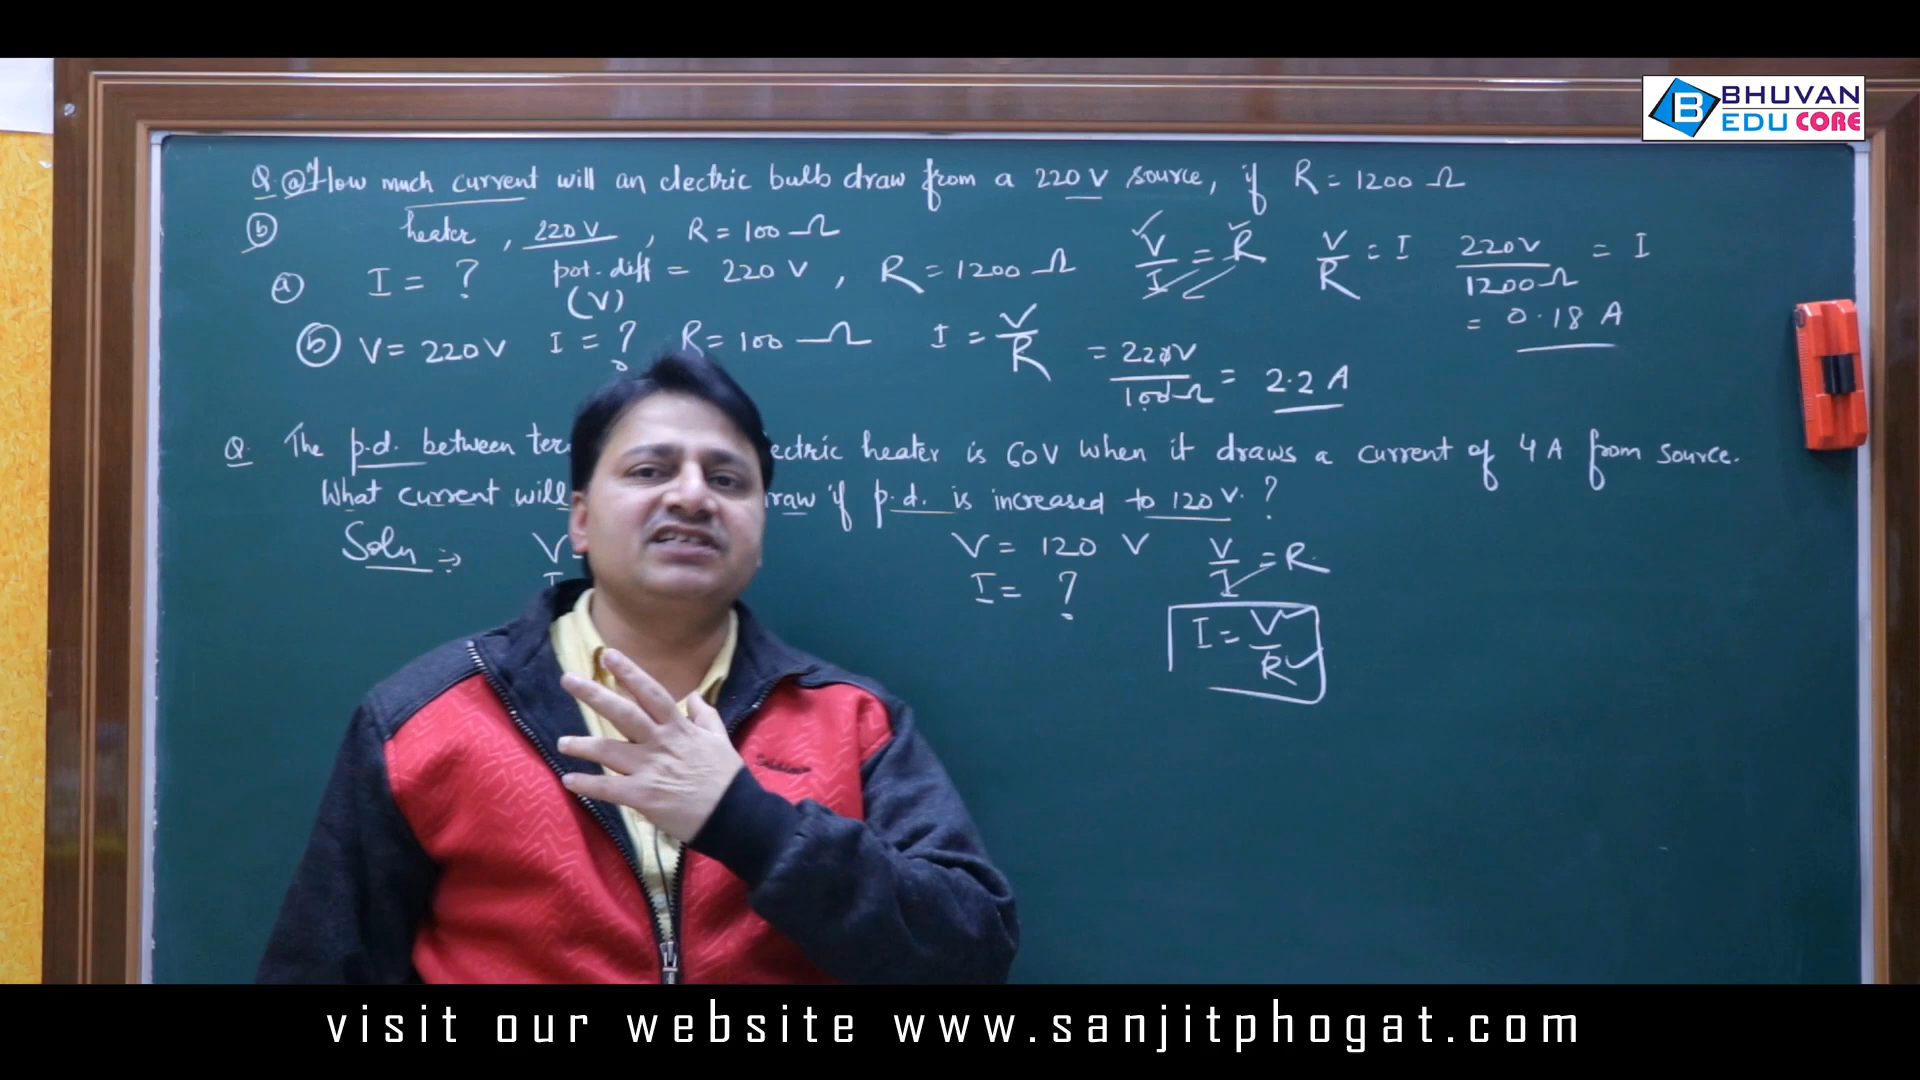 BHUVAN
EDU CORE
Q. (a) How much current will an electric bulb draw from a 220 V source, if R = 1200 Ω
(b) heater, 220 V, R = 100 Ω
(a) I = ? pot. diff = 220 V, R = 1200 Ω V/I = R V/R = I 220V/1200Ω = I
(V)
= 0.18 A
(b) V = 220 V I = ? R = 100 Ω I = V/R = 220V/100Ω = 2.2 A
Q. The p.d. between ter ectric heater is 60V when it draws a current of 4 A from source.
What current will raw if p.d. is increased to 120 V. ?
Soln ⇒ V V = 120 V V/I = R
I I = ?
I = V/R
visit our website www.sanjitphogat.com